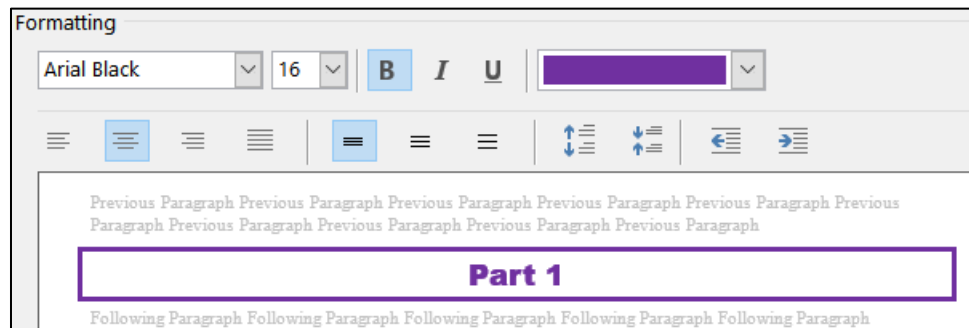 Formatting
Arial Black 16 B I U
Previous Paragraph Previous Paragraph Previous Paragraph Previous Paragraph Previous Paragraph Previous
Paragraph Previous Paragraph Previous Paragraph Previous Paragraph Previous Paragraph
Part 1
Following Paragraph Following Paragraph Following Paragraph Following Paragraph Following Paragraph